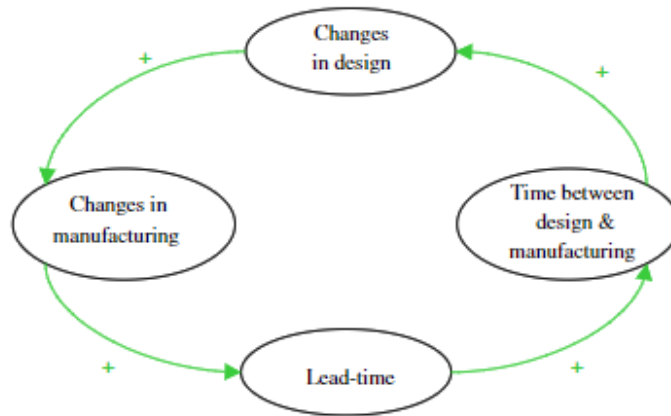 Changes
in design
+
+
Changes in
manufacturing
Time between
design &
manufacturing
+
Lead-time
+